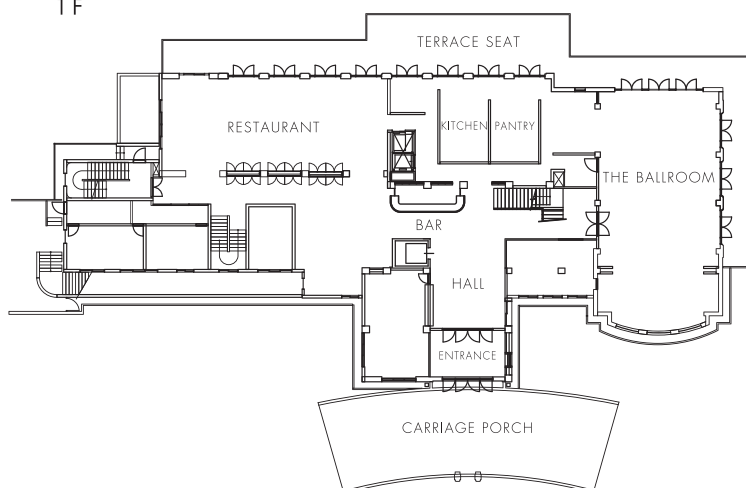 1F
TERRACE SEAT
RESTAURANT
KITCHEN
PANTRY
THE BALLROOM
BAR
HALL
ENTRANCE
CARRIAGE PORCH